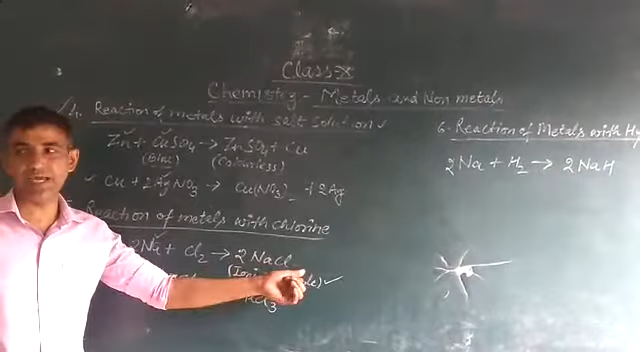 Class-X
Chemistry - Metals and Non metals
4. Reaction of metals with salt solution
Zn + CuSO4 → ZnSO4 + Cu
(Blue) (Colourless)
Cu + 2AgNO3 → Cu(NO3)2 + 2Ag
Reaction of metals with chlorine
2Na + Cl2 → 2NaCl
6. Reaction of Metals with
2Na + H2 → 2NaH